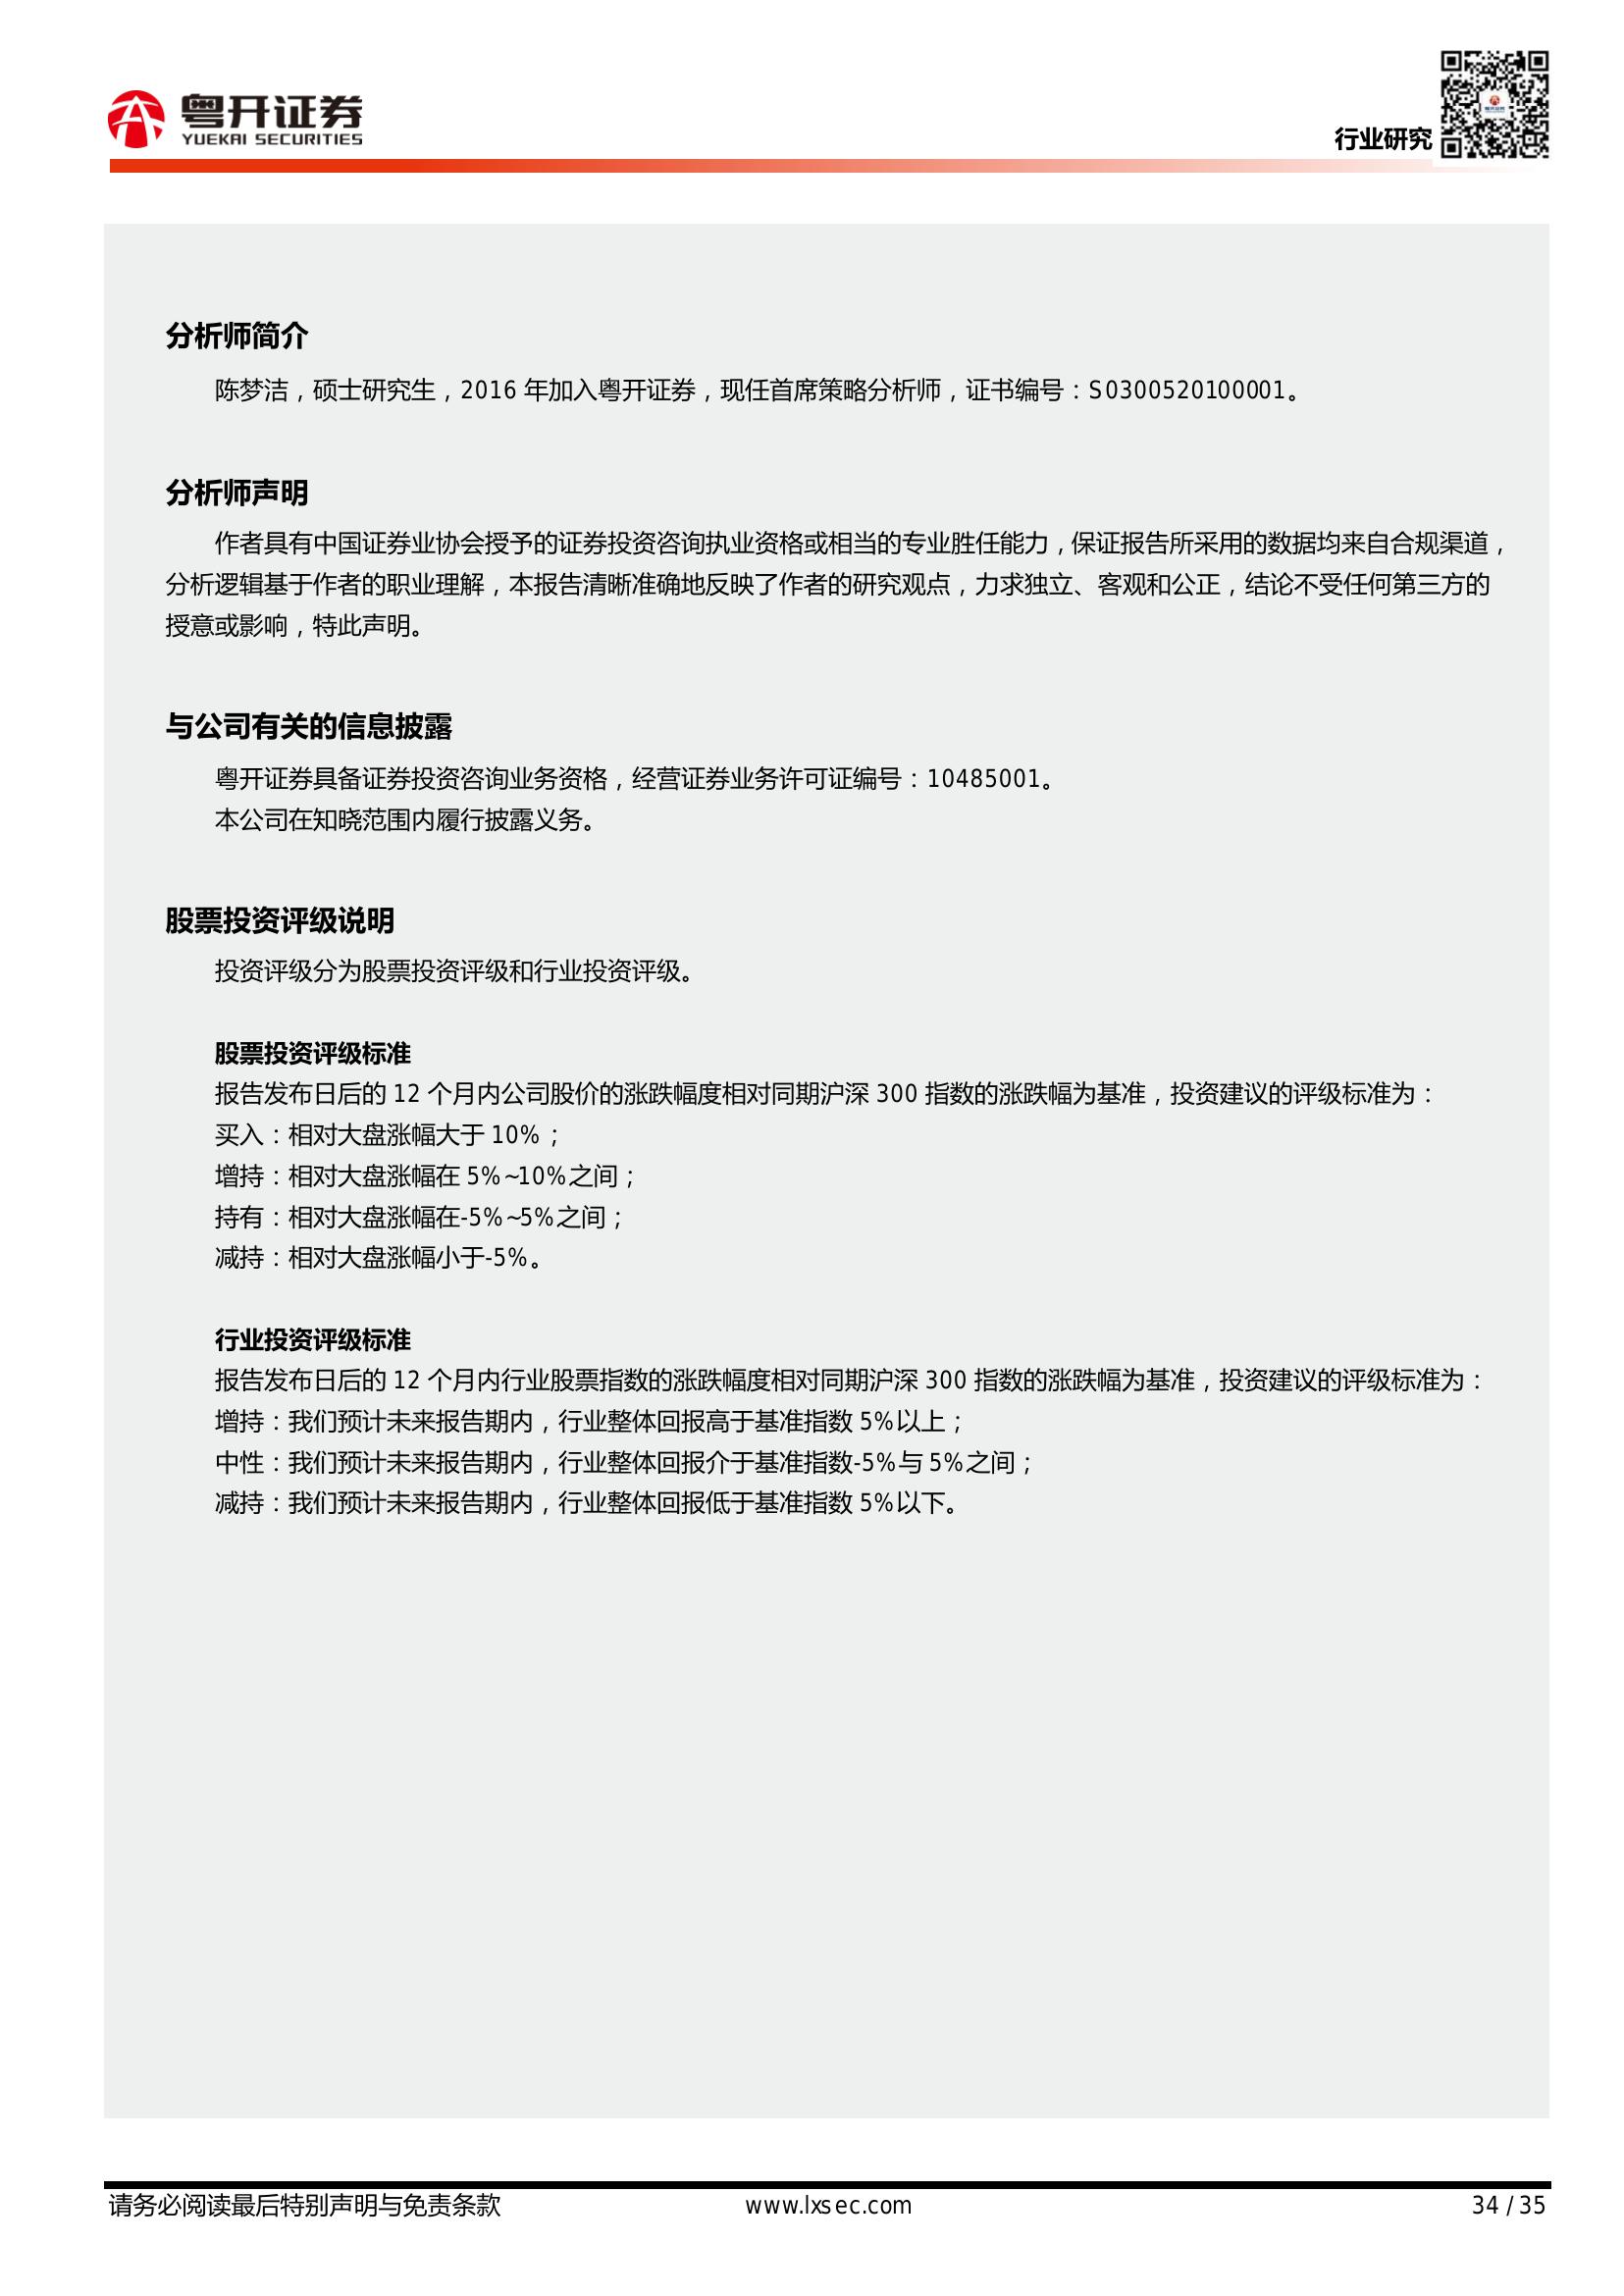 粤开证券
YUEKAI SECURITIES
行业研究
分析师简介
陈梦洁，硕士研究生，2016 年加入粤开证券，现任首席策略分析师，证书编号：S0300520100001。
分析师声明
作者具有中国证券业协会授予的证券投资咨询执业资格或相当的专业胜任能力，保证报告所采用的数据均来自合规渠道，
分析逻辑基于作者的职业理解，本报告清晰准确地反映了作者的研究观点，力求独立、客观和公正，结论不受任何第三方的
授意或影响，特此声明。
与公司有关的信息披露
粤开证券具备证券投资咨询业务资格，经营证券业务许可证编号：10485001。
本公司在知晓范围内履行披露义务。
股票投资评级说明
投资评级分为股票投资评级和行业投资评级。
股票投资评级标准
报告发布日后的 12 个月内公司股价的涨跌幅度相对同期沪深 300 指数的涨跌幅为基准，投资建议的评级标准为：
买入：相对大盘涨幅大于 10%；
增持：相对大盘涨幅在 5%~10%之间；
持有：相对大盘涨幅在-5%~5%之间；
减持：相对大盘涨幅小于-5%。
行业投资评级标准
报告发布日后的 12 个月内行业股票指数的涨跌幅度相对同期沪深 300 指数的涨跌幅为基准，投资建议的评级标准为：
增持：我们预计未来报告期内，行业整体回报高于基准指数 5%以上；
中性：我们预计未来报告期内，行业整体回报介于基准指数-5%与 5%之间；
减持：我们预计未来报告期内，行业整体回报低于基准指数 5%以下。
请务必阅读最后特别声明与免责条款
www.lxsec.com
34 / 35